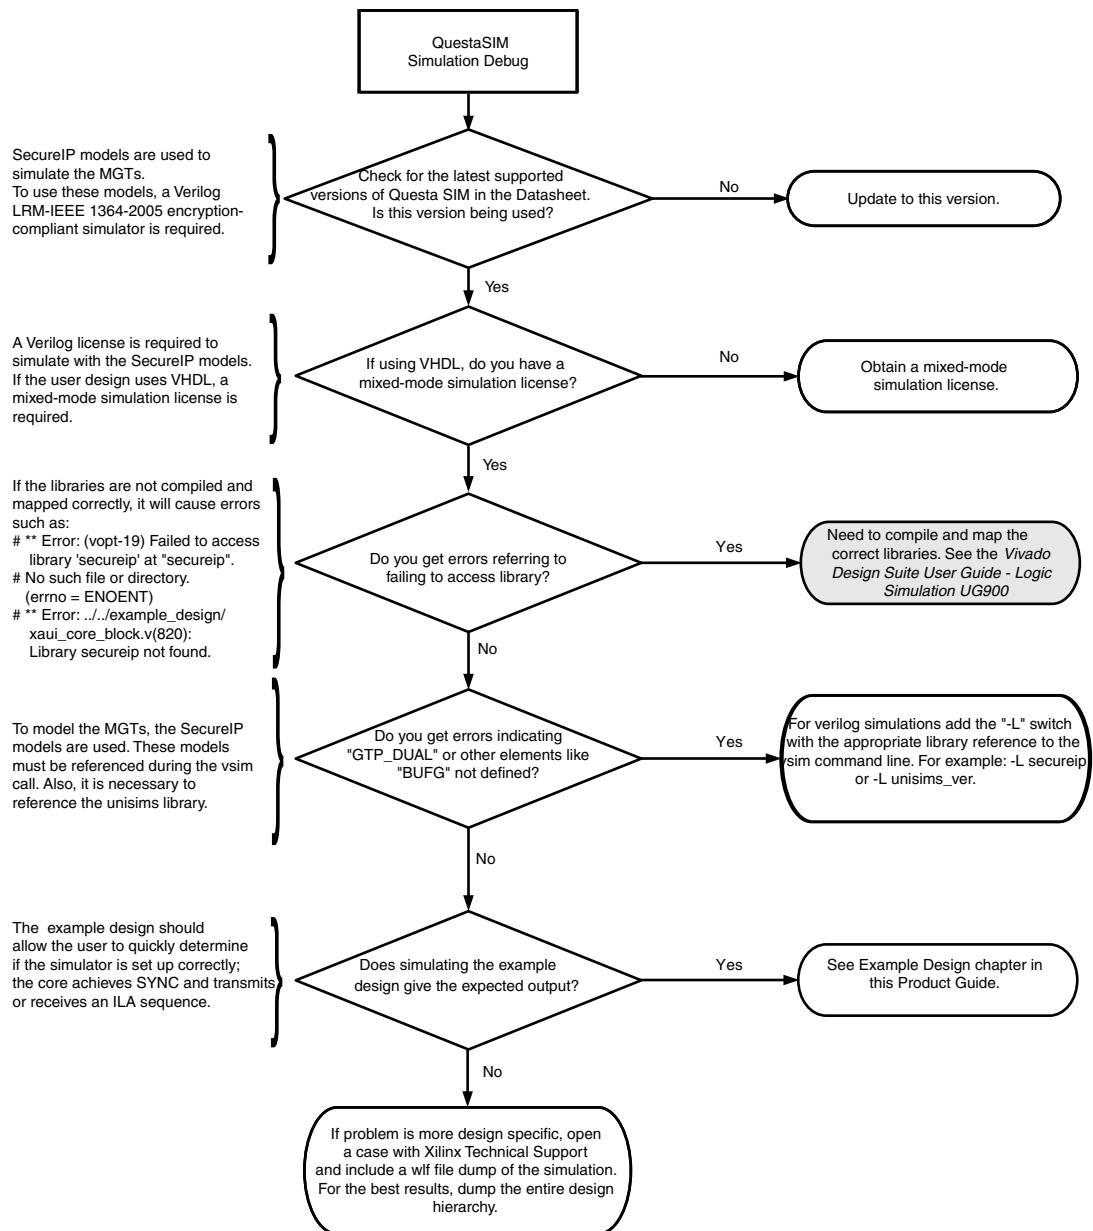 QuestaSIM
Simulation Debug
SecureIP models are used to
simulate the MGTs.
To use these models, a Verilog
LRM-IEEE 1364-2005 encryption-
compliant simulator is required.
Check for the latest supported
versions of Questa SIM in the Datasheet.
Is this version being used?
No
Update to this version.
Yes
A Verilog license is required to
simulate with the SecureIP models.
If the user design uses VHDL, a
mixed-mode simulation license is
required.
If using VHDL, do you have a
mixed-mode simulation license?
No
Obtain a mixed-mode
simulation license.
Yes
If the libraries are not compiled and
mapped correctly, it will cause errors
such as:
# ** Error: (vopt-19) Failed to access
library 'secureip' at "secureip".
# No such file or directory.
(errno = ENOENT)
# ** Error: ../../example_design/
xaui_core_block.v(820):
Library secureip not found.
Do you get errors referring to
failing to access library?
Yes
Need to compile and map the
correct libraries. See the Vivado
Design Suite User Guide - Logic
Simulation UG900
No
To model the MGTs, the SecureIP
models are used. These models
must be referenced during the vsim
call. Also, it is necessary to
reference the unisims library.
Do you get errors indicating
"GTP_DUAL" or other elements like
"BUFG" not defined?
Yes
For verilog simulations add the "-L" switch
with the appropriate library reference to the
vsim command line. For example: -L secureip
or -L unisims_ver.
No
The example design should
allow the user to quickly determine
if the simulator is set up correctly;
the core achieves SYNC and transmits
or receives an ILA sequence.
Does simulating the example
design give the expected output?
Yes
See Example Design chapter in
this Product Guide.
No
If problem is more design specific, open
a case with Xilinx Technical Support
and include a wlf file dump of the simulation.
For the best results, dump the entire design
hierarchy.